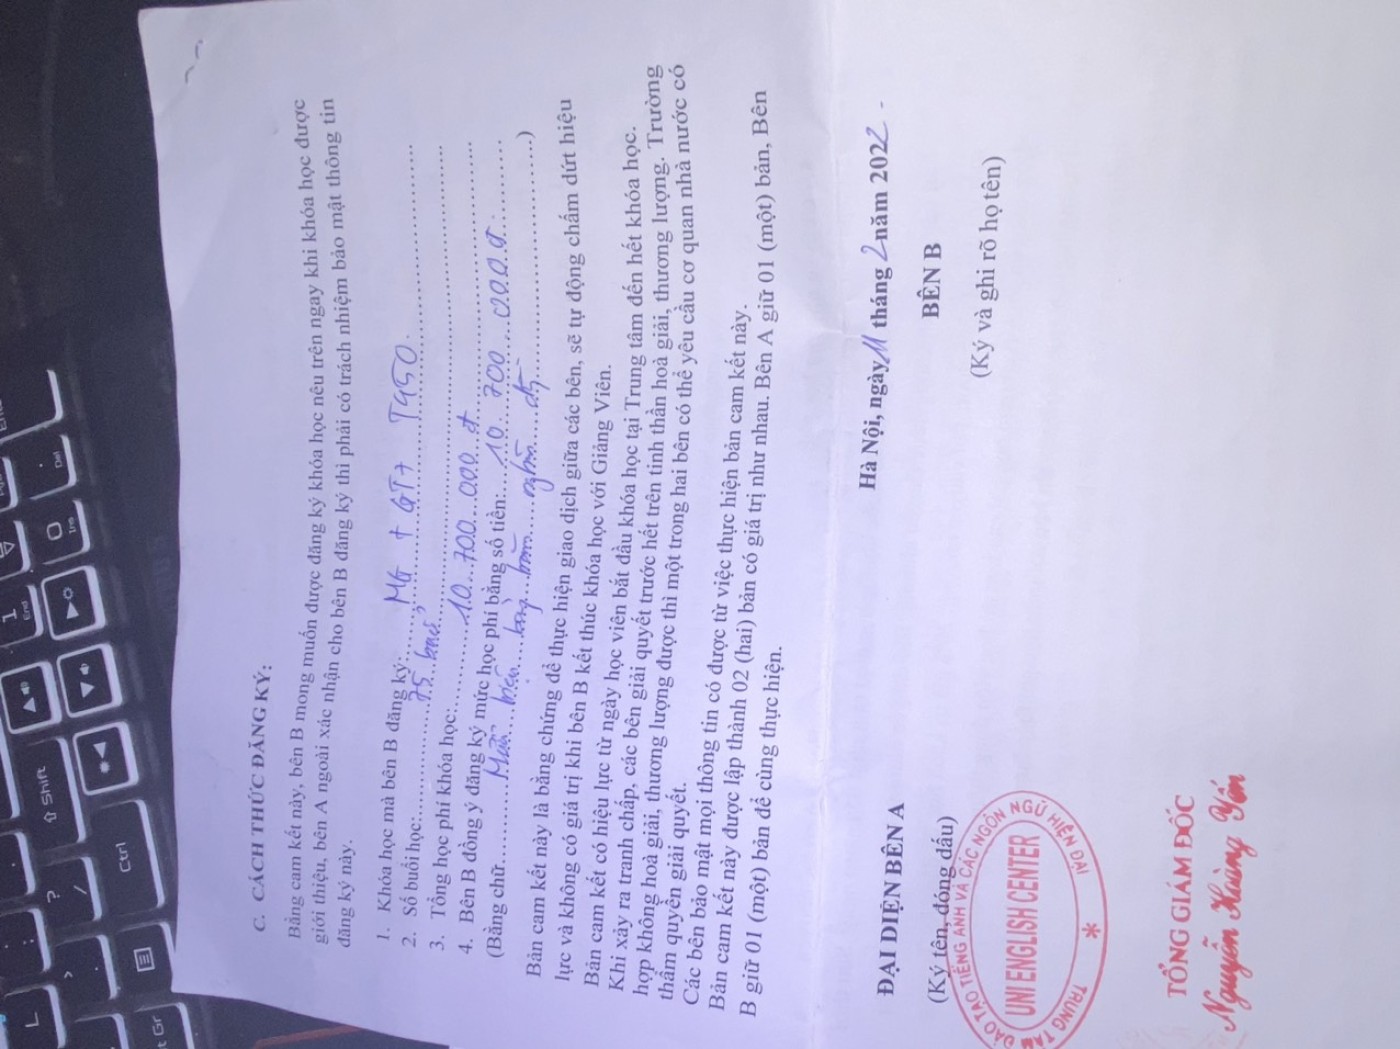 C. CÁCH THỨC ĐĂNG KÝ:
Bằng cam kết này, bên B mong muốn được đăng ký khóa học nêu trên ngay khi khóa học được
giới thiệu, bên A ngoài xác nhận cho bên B đăng ký thì phải có trách nhiệm bảo mật thông tin
đăng ký này.
1. Khóa học mà bên B đăng ký: MG + GT + T450
2. Số buổi học: 75 buổi
3. Tổng học phí khóa học: 10.700.000 đ
4. Bên B đồng ý đăng ký mức học phí bằng số tiền: 10.700.000 đ
(Bằng chữ Mười triệu bảy trăm nghìn đồng)
Bản cam kết này là bằng chứng để thực hiện giao dịch giữa các bên, sẽ tự động chấm dứt hiệu
lực và không có giá trị khi bên B kết thúc khóa học với Giảng Viên.
Bản cam kết có hiệu lực từ ngày học viên bắt đầu khóa học tại Trung tâm đến hết khóa học.
Khi xảy ra tranh chấp, các bên giải quyết trước hết trên tinh thần hoà giải, thương lượng. Trường
hợp không hoà giải, thương lượng được thì một trong hai bên có thể yêu cầu cơ quan nhà nước có
thẩm quyền giải quyết.
Các bên bảo mật mọi thông tin có được từ việc thực hiện bản cam kết này.
Bản cam kết này được lập thành 02 (hai) bản có giá trị như nhau. Bên A giữ 01 (một) bản, Bên
B giữ 01 (một) bản để cùng thực hiện.
Hà Nội, ngày 11 tháng 2 năm 2022
ĐẠI DIỆN BÊN A
BÊN B
(Ký tên, đóng dấu)
(Ký và ghi rõ họ tên)
TRUNG TÂM ĐÀO TẠO TIẾNG ANH VÀ CÁC NGÔN NGỮ HIỆN ĐẠI
UNI ENGLISH CENTER
TỔNG GIÁM ĐỐC
Nguyễn Hoàng Yến
Shift
Ctrl
Gr
L
?
/
1
End
Ins
Del